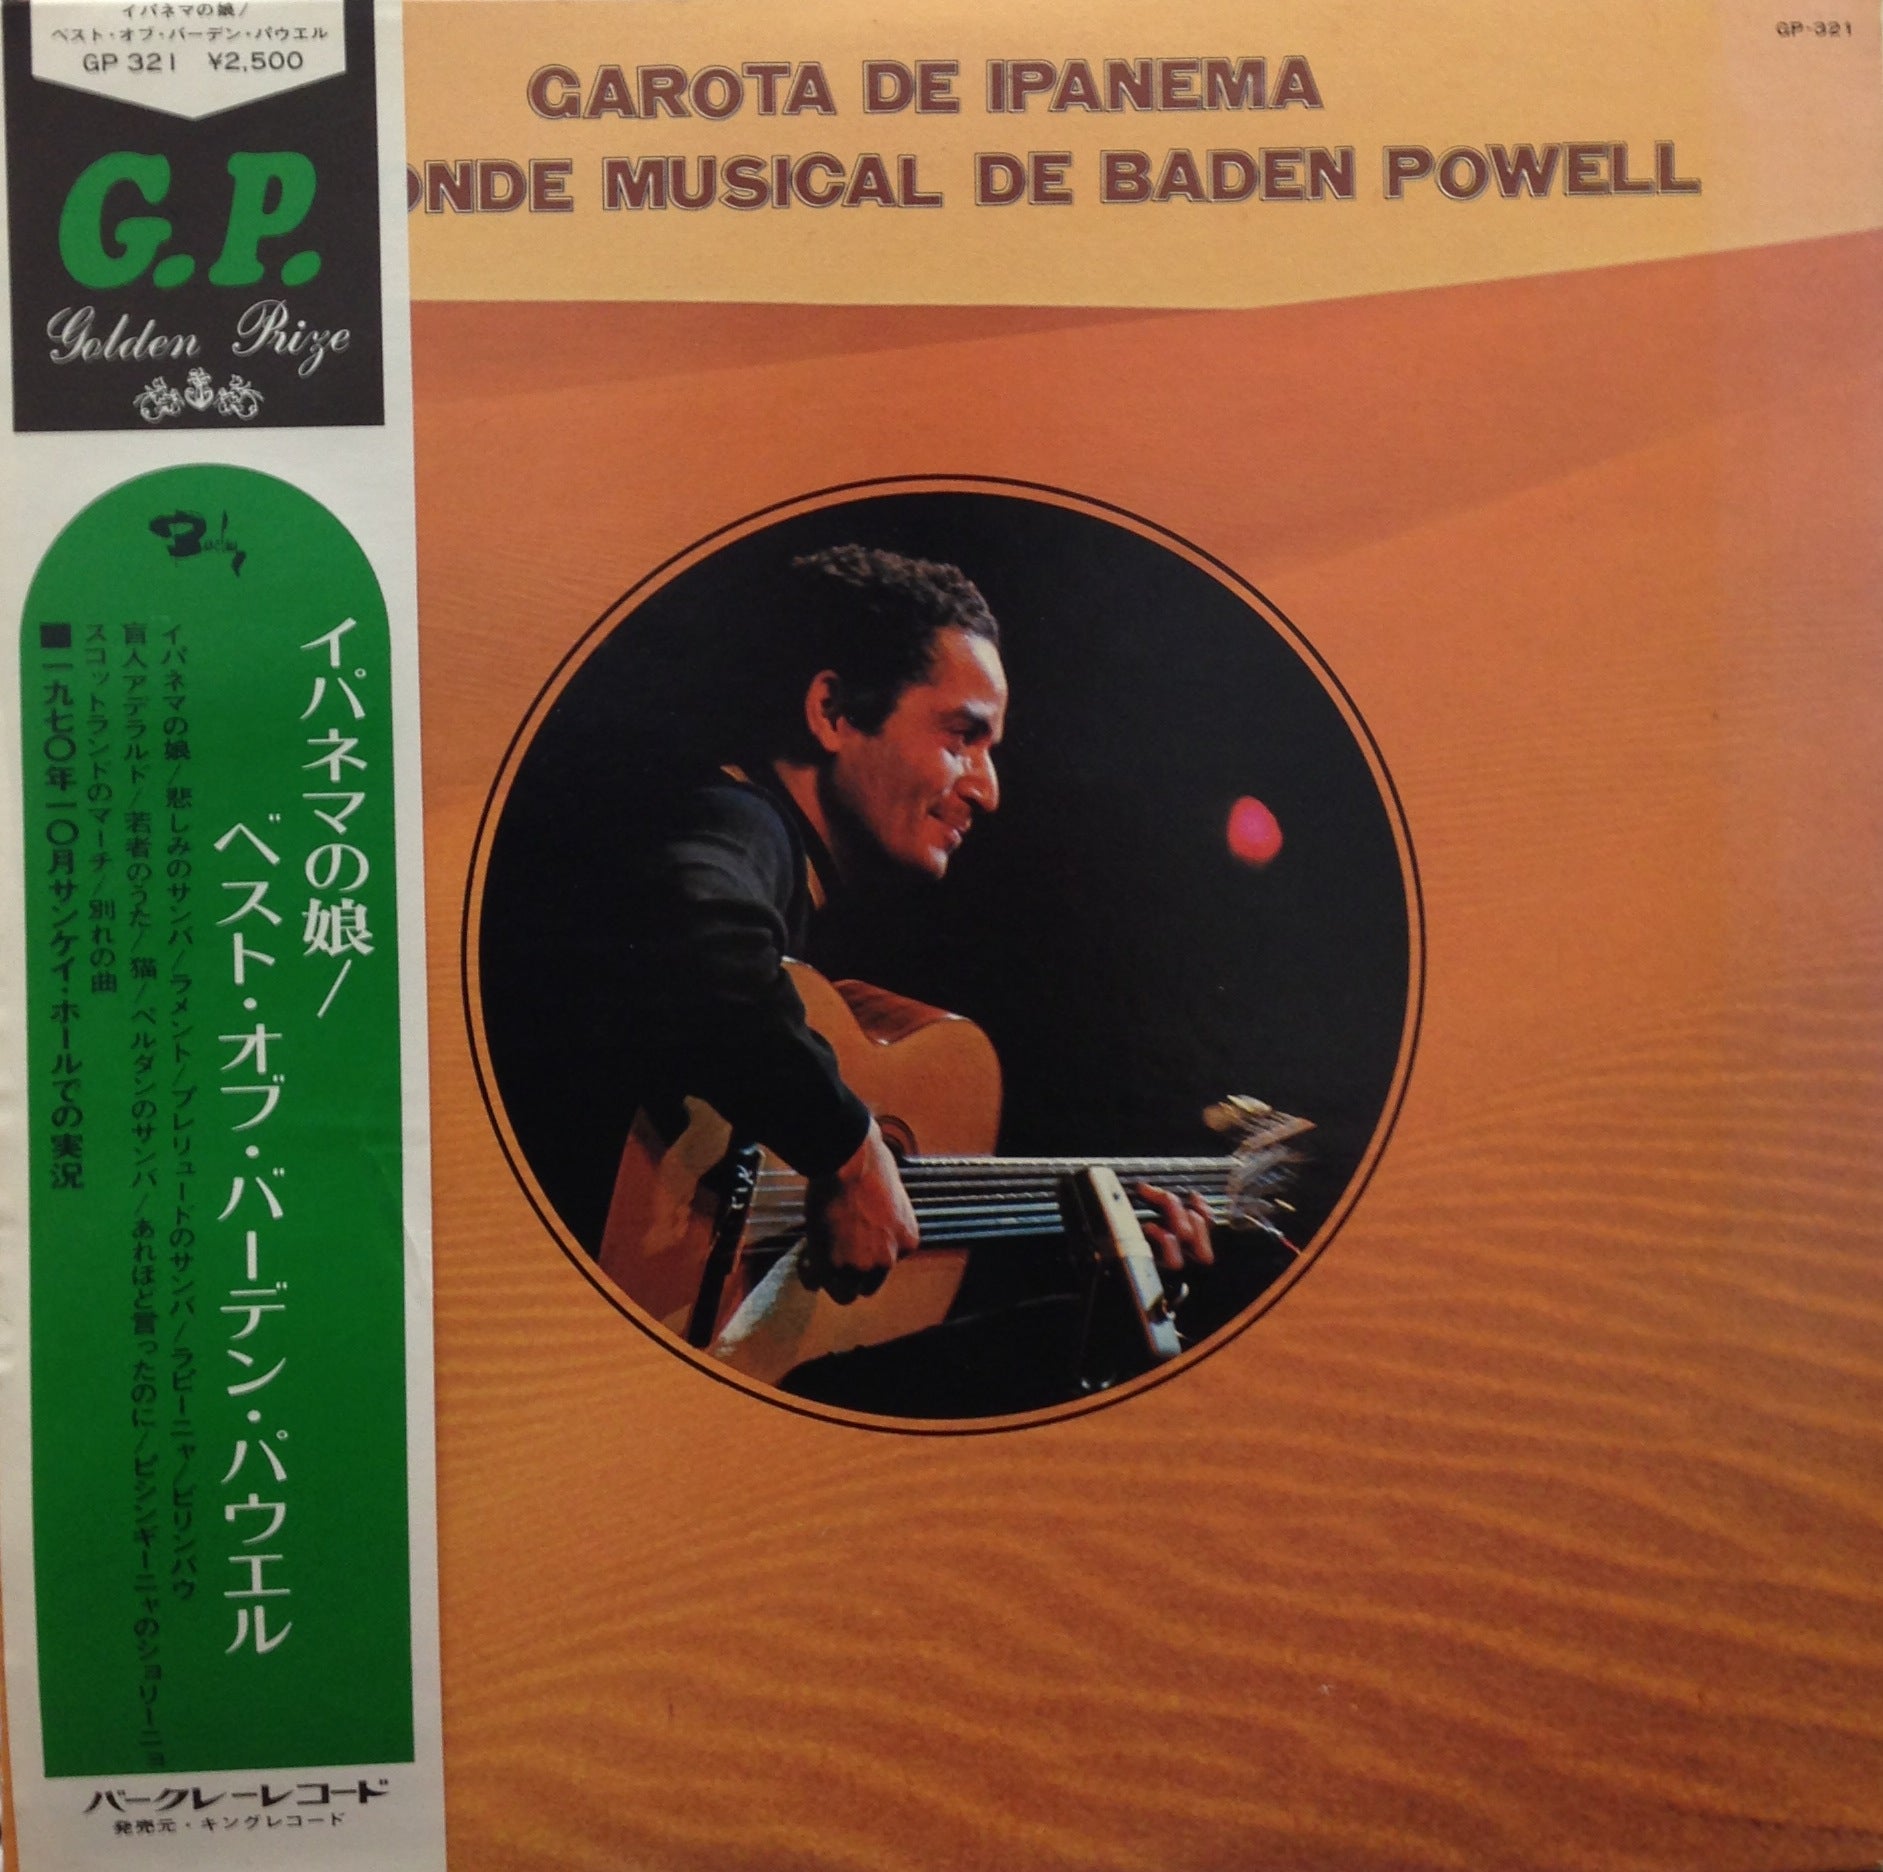 イパネマの娘/
ベスト・オブ・バーデン・パウエル
GP 321 ¥2,500
G.P.
Golden Prize
GP-321
GAROTA DE IPANEMA
MUSICAL DE BADEN POWELL
Barclay
イパネマの娘/
ベスト・オブ・バーデン・パウエル
イパネマの娘/悲しみのサンバ/ラメント/プレリュードのサンバ/ラピーニャ/ビリンバウ
盲人アデラルド/若者のうた/猫/ベルダンのサンバ/あれほど言ったのに/ピシンギーニャのショリーニョ
スコットランドのマーチ/別れの曲
■一九七〇年一〇月サンケイ・ホールでの実況
バークレーレコード
発売元・キングレコード